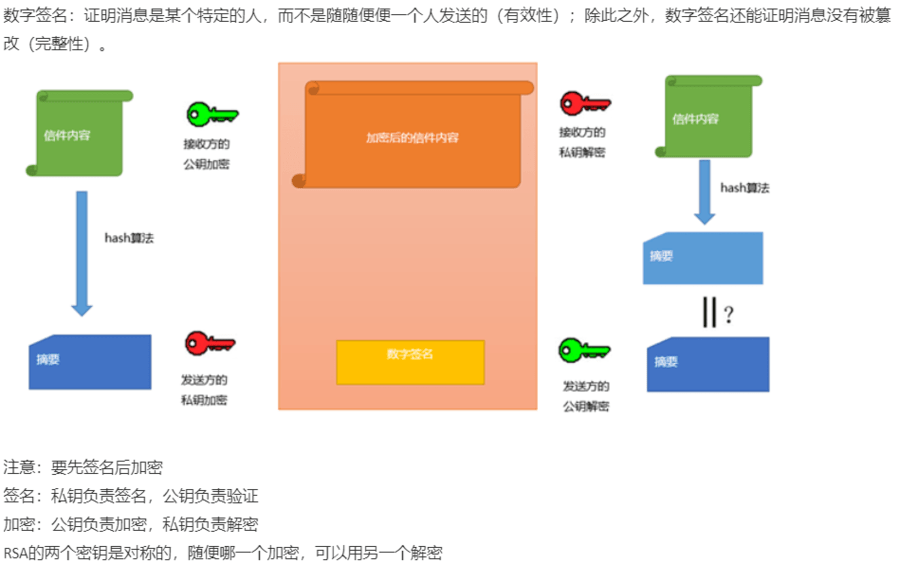 数字签名：证明消息是某个特定的人，而不是随随便便一个人发送的（有效性）；除此之外，数字签名还能证明消息没有被篡
改（完整性）。
信件内容
接收方的
公钥加密
加密后的信件内容
接收方的
私钥解密
信件内容
hash算法
hash算法
摘要
||?
摘要
发送方的
私钥加密
数字签名
发送方的
公钥解密
摘要
注意：要先签名后加密
签名：私钥负责签名，公钥负责验证
加密：公钥负责加密，私钥负责解密
RSA的两个密钥是对称的，随便哪一个加密，可以用另一个解密